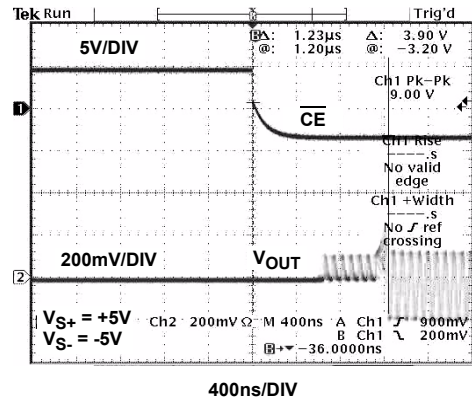 Tek Run
Trig'd
5V/DIV
Δ: 1.23µs
Δ: 3.90 V
@: 1.20µs
@: −3.20 V
Ch1 Pk−Pk
9.00 V
1
CE
Ch1 Rise
−−−−.s
No valid
edge
Ch1 +Width
−−−−.s
No ƒ ref
crossing
200mV/DIV
VOUT
2
VS+ = +5V
VS- = -5V
Ch2 200mV Ω M 400ns A Ch1 ƒ 900mV
B Ch1 ɿ 200mV
B→▾ −36.0000ns
400ns/DIV